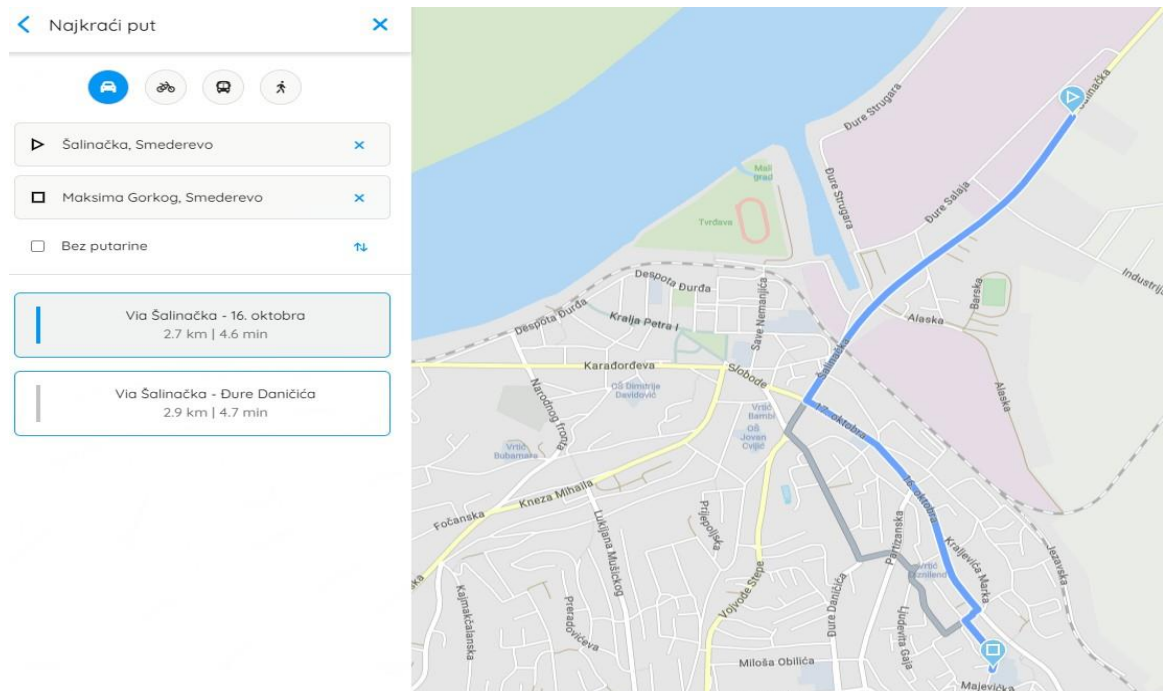 Najkraći put
Šalinačka, Smederevo
Maksima Gorkog, Smederevo
Bez putarine
Via Šalinačka - 16. oktobra
2.7 km | 4.6 min
Via Šalinačka - Đure Daničića
2.9 km | 4.7 min
Šalinačka
Đure Strugara
Mali
grad
Đure Strugara
Đure Salaja
Tvrđava
Despota Đurđa
Industrij
Barska
Despota Đurđa
Kralja Petra I
Save Nemanjića
Alaska
Šalinačka
Karađorđeva
Slobode
OŠ Dimitrije
Davidović
Narodnog fronta
Alaska
Vrtić
Bambi
17. oktobra
OŠ
Jovan
Cvijić
Vrtić
Bubamara
Kneza Mihaila
16. oktobra
Fočanska
Prijepoljska
Lukijana Mušickog
Partizanska
Kraljevića Marka
Jezavska
Vrtić
Diznilend
Vojvode Stepe
Đure Daničića
Kajmakčalanska
Preradovićeva
Ljudevita Gaja
Miloša Obilića
Majevička